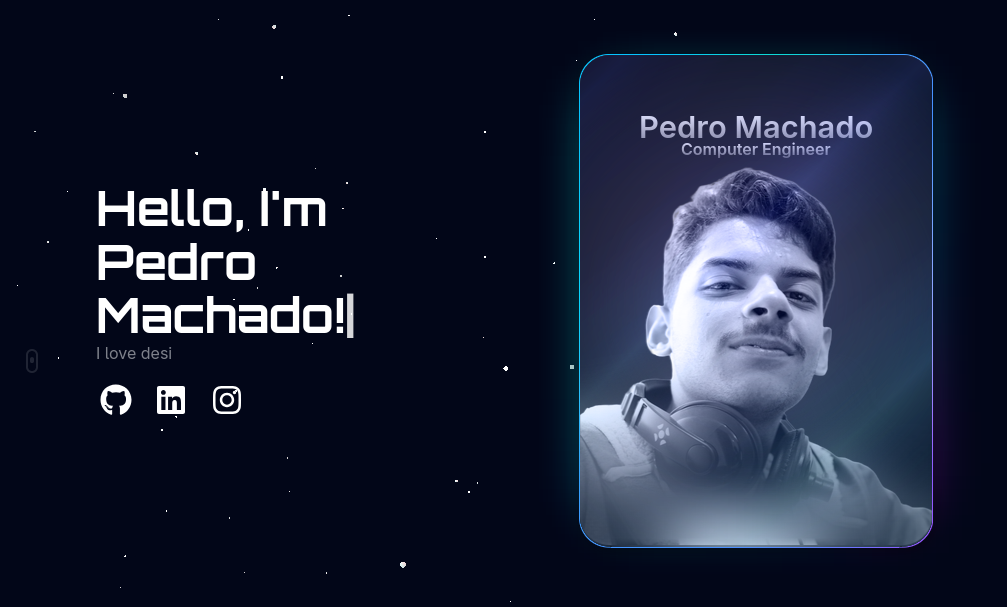 Hello, I'm
Pedro
Machado!
I love desi
Pedro Machado
Computer Engineer